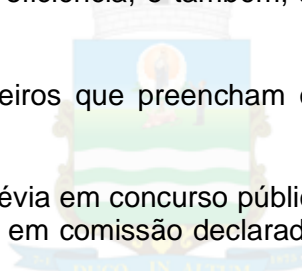 eficiência, e também,
eiros que preencham
évia em concurso públic
em comissão declarad